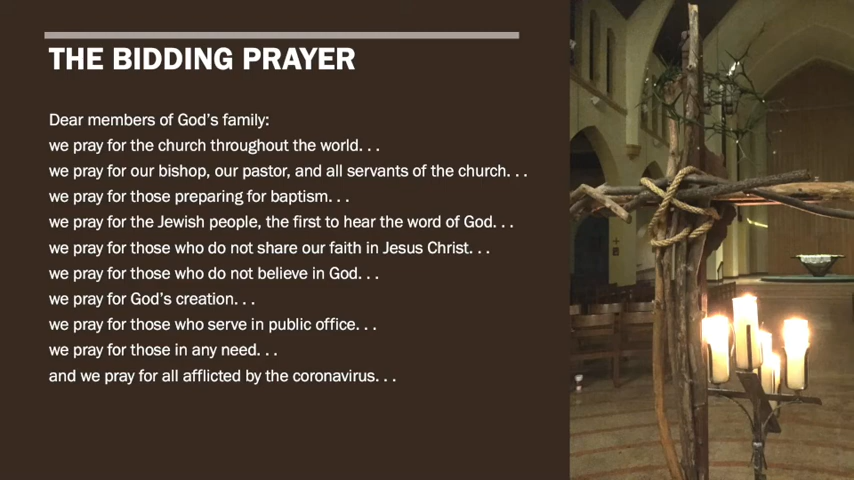 THE BIDDING PRAYER
Dear members of God's family:
we pray for the church throughout the world. . .
we pray for our bishop, our pastor, and all servants of the church. . .
we pray for those preparing for baptism. . .
we pray for the Jewish people, the first to hear the word of God. . .
we pray for those who do not share our faith in Jesus Christ. . .
we pray for those who do not believe in God. . .
we pray for God's creation. . .
we pray for those who serve in public office. . .
we pray for those in any need. . .
and we pray for all afflicted by the coronavirus. . .